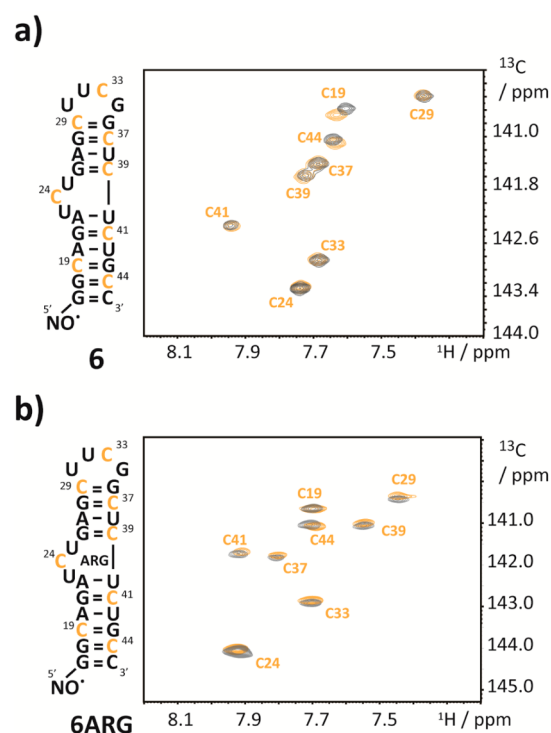 a)
33
U C
U G
29 C = G
G = C 37
A – U
G = C 39
U
24 C
U
A – U
G = C 41
A – U
19 C = G
G = C 44
G = C 3'
5'
NO•
6
C19
C29
C44
C37
C39
C41
C33
C24
13C
/ ppm
141.0
141.8
142.6
143.4
144.0
8.1 7.9 7.7 7.5
1H / ppm
b)
33
U C
U G
29 C = G
G = C 37
A – U
G = C 39
U
24 C ARG
U
A – U
G = C 41
A – U
19 C = G
G = C 44
G = C 3'
5'
NO•
6ARG
C29
C19
C41
C44
C39
C37
C33
C24
13C
/ ppm
141.0
142.0
143.0
144.0
145.0
8.1 7.9 7.7 7.5
1H / ppm